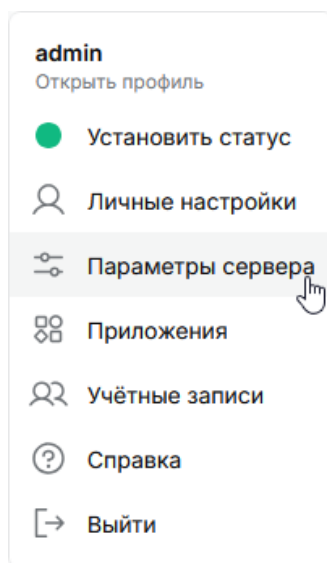 admin
Открыть профиль
Установить статус
Личные настройки
Параметры сервера
Приложения
Учётные записи
Справка
Выйти